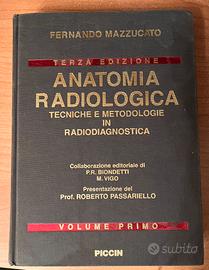 FERNANDO MAZZUCATO
TERZA EDIZIONE
ANATOMIA
RADIOLOGICA
TECNICHE E METODOLOGIE
IN
RADIODIAGNOSTICA
Collaborazione editoriale di
P.R. BIONDETTI
M. VIGO
Presentazione del
Prof. ROBERTO PASSARIELLO
VOLUME PRIMO
PICCIN
subito